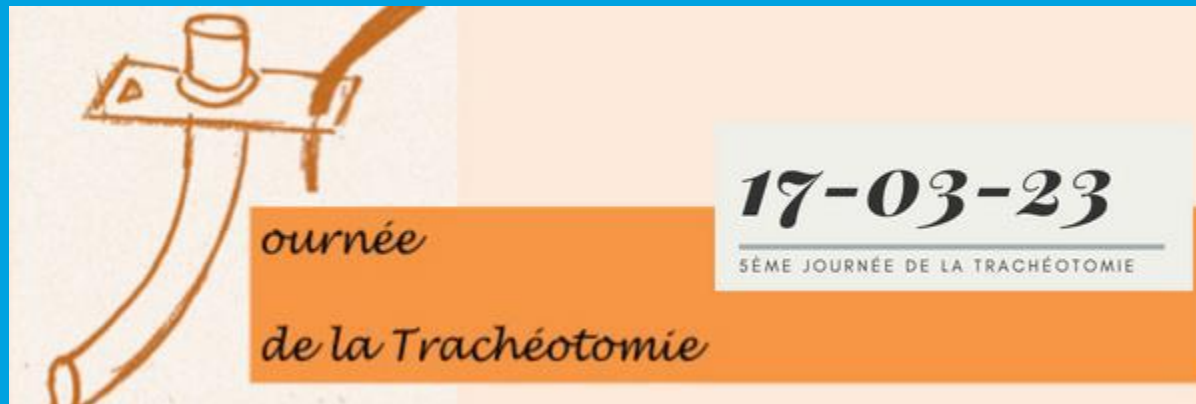 ournée
de la Trachéotomie
17-03-23
5ÈME JOURNÉE DE LA TRACHÉOTOMIE